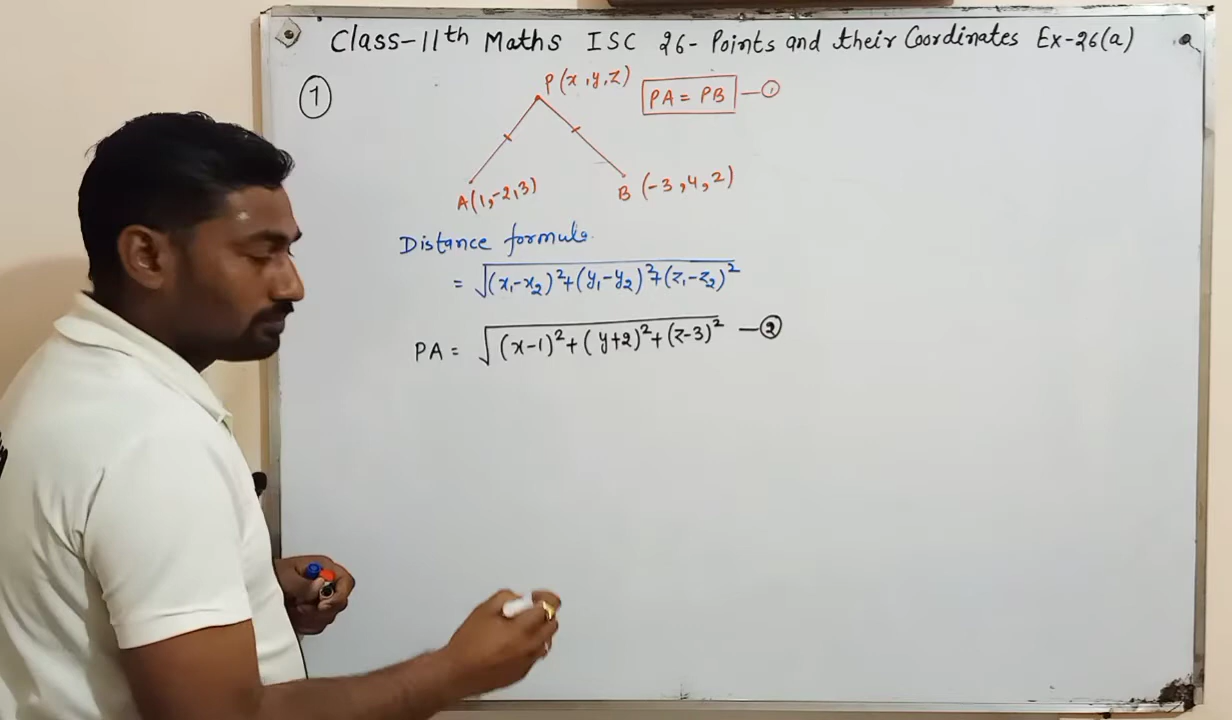 Class-11th Maths ISC 26- Points and their Coordinates Ex-26(a)
① P(x,y,z) PA = PB —①
A(1,-2,3) B(-3,4,2)
Distance formula.
= √(x₁-x₂)²+(y₁-y₂)²+(z₁-z₂)²
PA = √(x-1)²+(y+2)²+(z-3)² —②